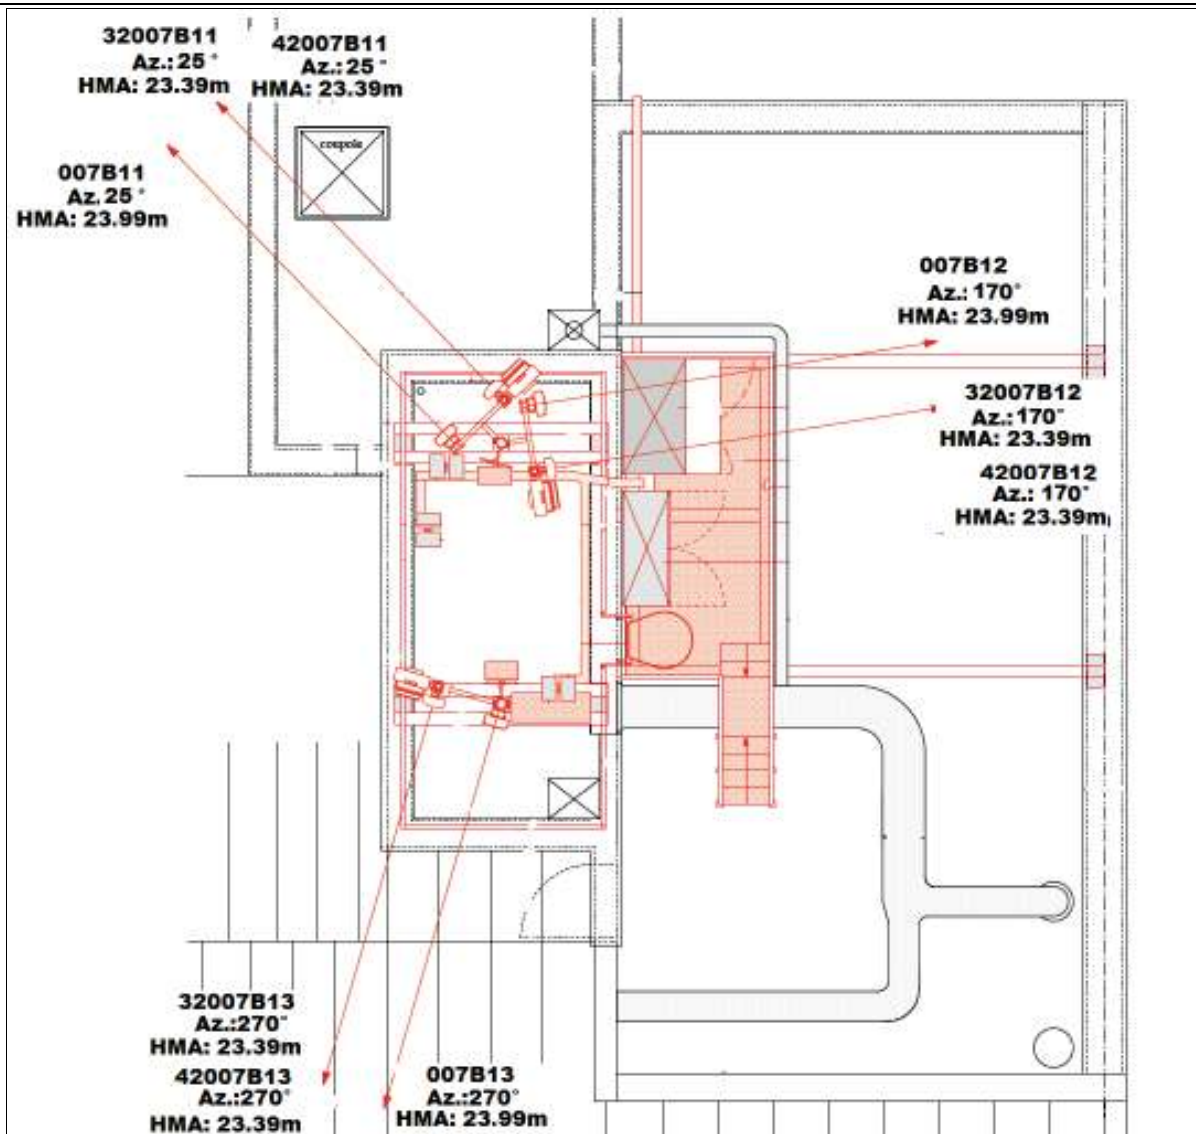 32007B11
Az.: 25 °
HMA: 23.39m
42007B11
Az.: 25 °
HMA: 23.39m
coupole
007B11
Az. 25 °
HMA: 23.99m
007B12
Az.: 170°
HMA: 23.99m
32007B12
Az.: 170°
HMA: 23.39m
42007B12
Az.: 170°
HMA: 23.39m
32007B13
Az.:270°
HMA: 23.39m
42007B13
Az.:270°
HMA: 23.39m
007B13
Az.:270°
HMA: 23.99m